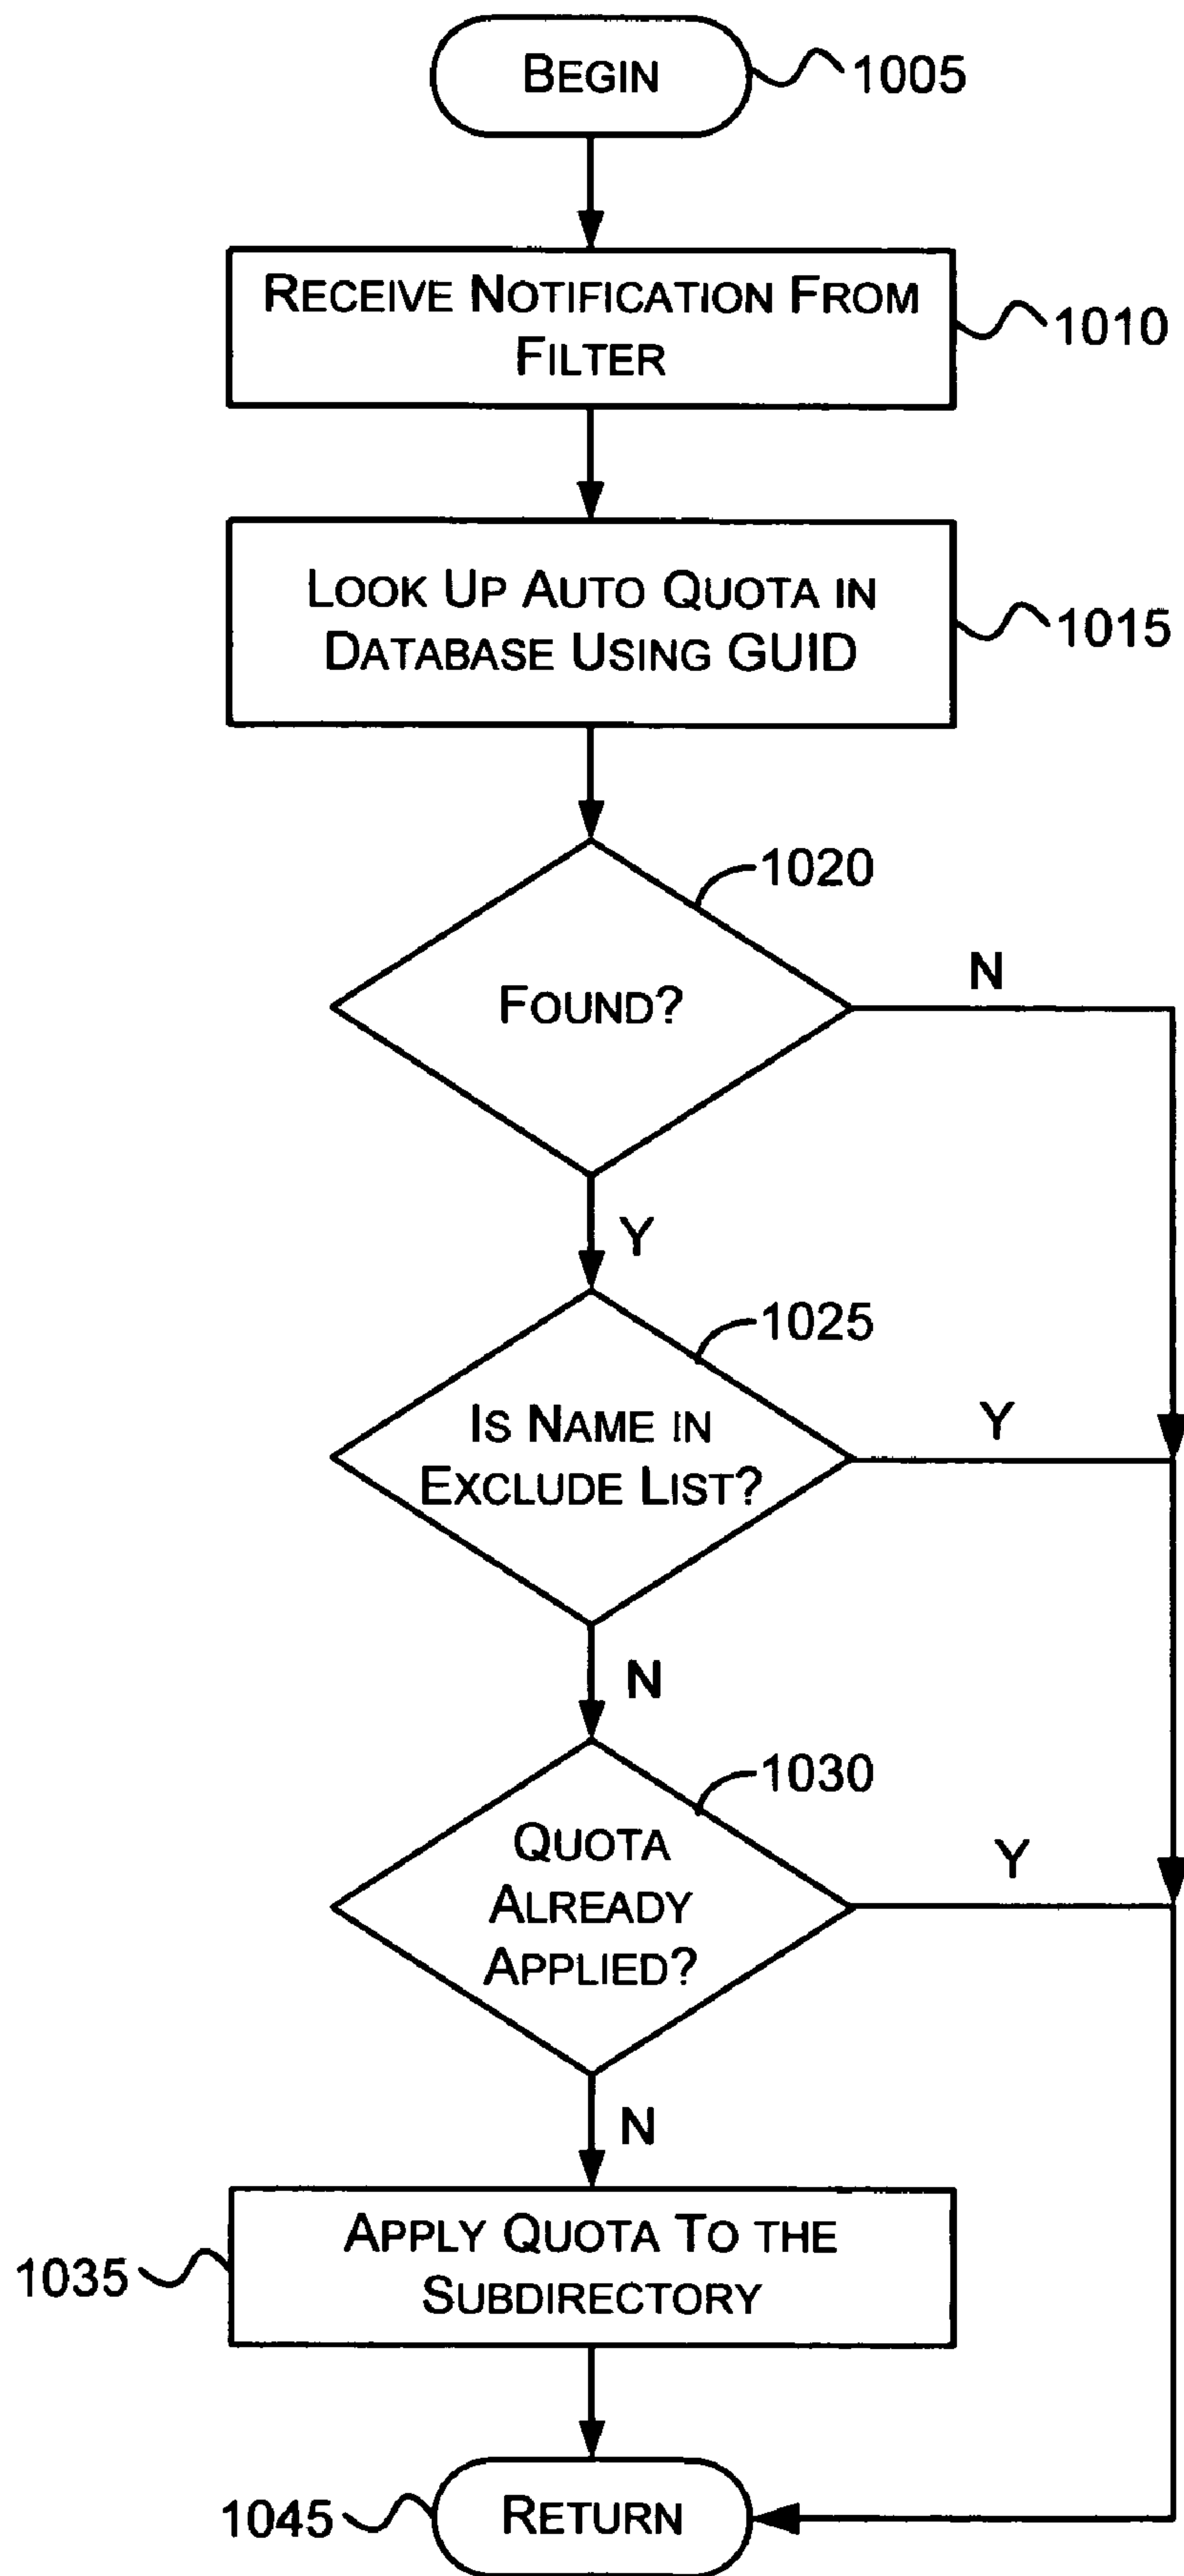 BEGIN
1005
RECEIVE NOTIFICATION FROM
FILTER
1010
LOOK UP AUTO QUOTA IN
DATABASE USING GUID
1015
1020
FOUND?
N
Y
1025
IS NAME IN
EXCLUDE LIST?
Y
N
1030
QUOTA
ALREADY
APPLIED?
Y
N
APPLY QUOTA TO THE
SUBDIRECTORY
1035
RETURN
1045